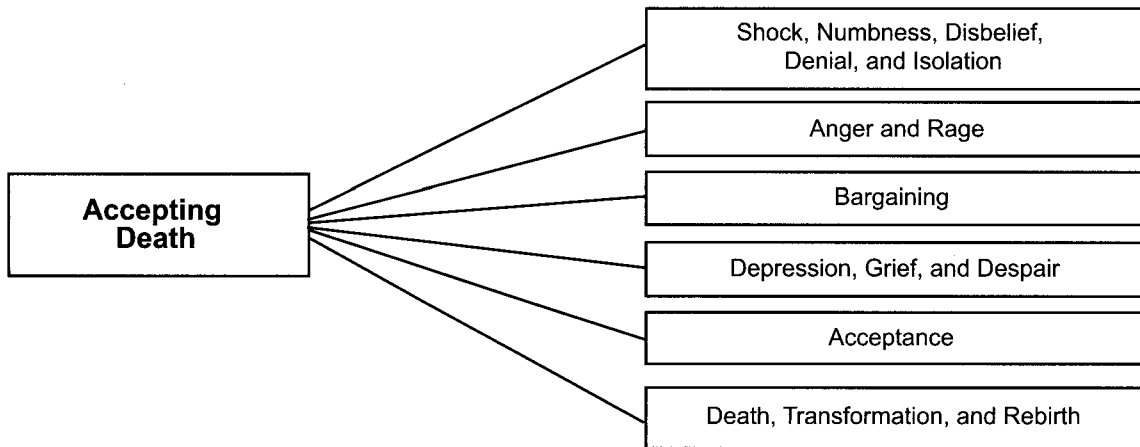 Accepting
Death
Shock, Numbness, Disbelief,
Denial, and Isolation
Anger and Rage
Bargaining
Depression, Grief, and Despair
Acceptance
Death, Transformation, and Rebirth